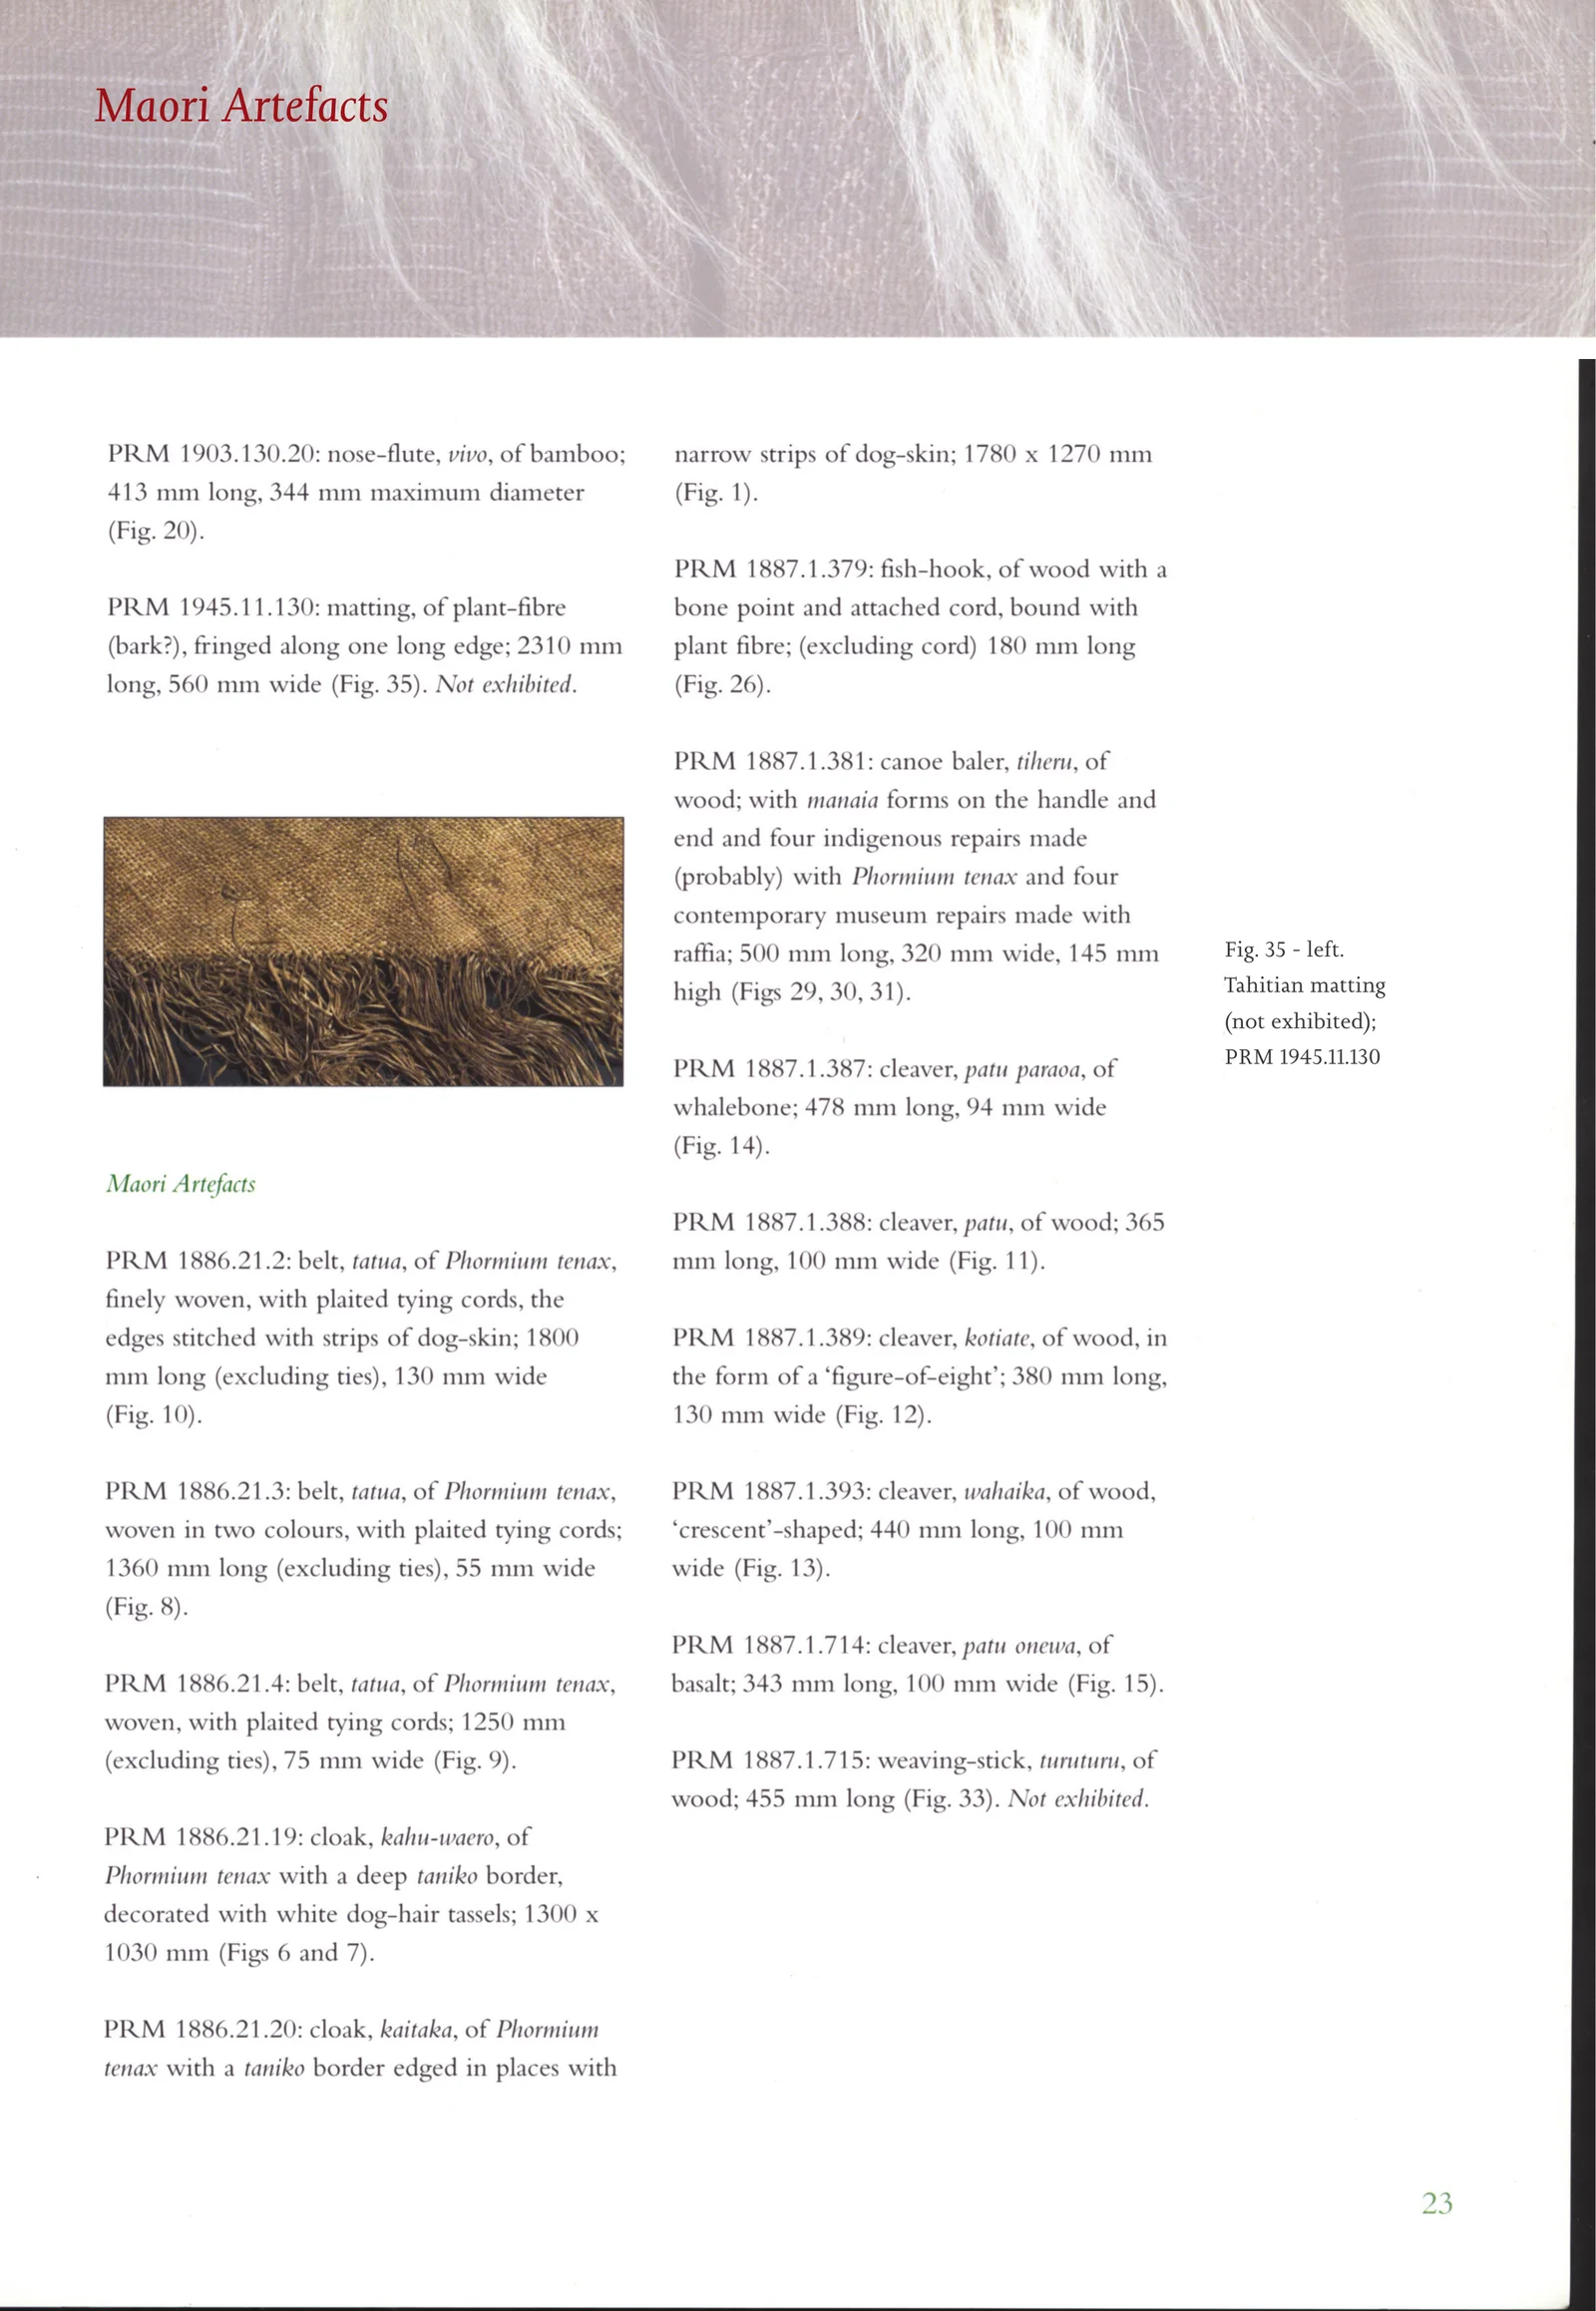 Maori Artefacts
PRM 1903.130.20: nose-flute, vivo, of bamboo;
413 mm long, 344 mm maximum diameter
(Fig. 20).
PRM 1945.11.130: matting, of plant-fibre
(bark?), fringed along one long edge; 2310 mm
long, 560 mm wide (Fig. 35). Not exhibited.
Maori Artefacts
PRM 1886.21.2: belt, tatua, of Phormium tenax,
finely woven, with plaited tying cords, the
edges stitched with strips of dog-skin; 1800
mm long (excluding ties), 130 mm wide
(Fig. 10).
PRM 1886.21.3: belt, tatua, of Phormium tenax,
woven in two colours, with plaited tying cords;
1360 mm long (excluding ties), 55 mm wide
(Fig. 8).
PRM 1886.21.4: belt, tatua, of Phormium tenax,
woven, with plaited tying cords; 1250 mm
(excluding ties), 75 mm wide (Fig. 9).
PRM 1886.21.19: cloak, kahu-waero, of
Phormium tenax with a deep taniko border,
decorated with white dog-hair tassels; 1300 x
1030 mm (Figs 6 and 7).
PRM 1886.21.20: cloak, kaitaka, of Phormium
tenax with a taniko border edged in places with
narrow strips of dog-skin; 1780 x 1270 mm
(Fig. 1).
PRM 1887.1.379: fish-hook, of wood with a
bone point and attached cord, bound with
plant fibre; (excluding cord) 180 mm long
(Fig. 26).
PRM 1887.1.381: canoe baler, tiheru, of
wood; with manaia forms on the handle and
end and four indigenous repairs made
(probably) with Phormium tenax and four
contemporary museum repairs made with
raffia; 500 mm long, 320 mm wide, 145 mm
high (Figs 29, 30, 31).
PRM 1887.1.387: cleaver, patu paraoa, of
whalebone; 478 mm long, 94 mm wide
(Fig. 14).
PRM 1887.1.388: cleaver, patu, of wood; 365
mm long, 100 mm wide (Fig. 11).
PRM 1887.1.389: cleaver, kotiate, of wood, in
the form of a ‘figure-of-eight’; 380 mm long,
130 mm wide (Fig. 12).
PRM 1887.1.393: cleaver, wahaika, of wood,
‘crescent’-shaped; 440 mm long, 100 mm
wide (Fig. 13).
PRM 1887.1.714: cleaver, patu onewa, of
basalt; 343 mm long, 100 mm wide (Fig. 15).
PRM 1887.1.715: weaving-stick, turuturu, of
wood; 455 mm long (Fig. 33). Not exhibited.
Fig. 35 - left.
Tahitian matting
(not exhibited);
PRM 1945.11.130
23